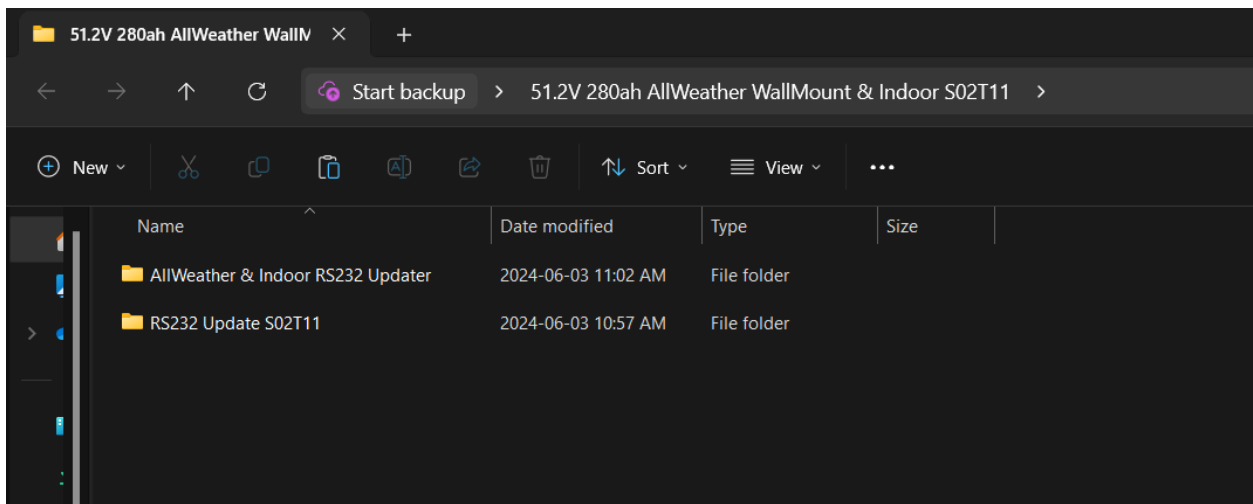 51.2V 280ah AllWeather WallM
Start backup > 51.2V 280ah AllWeather WallMount & Indoor S02T11 >
New Sort View ...
Name Date modified Type Size
AllWeather & Indoor RS232 Updater 2024-06-03 11:02 AM File folder
RS232 Update S02T11 2024-06-03 10:57 AM File folder